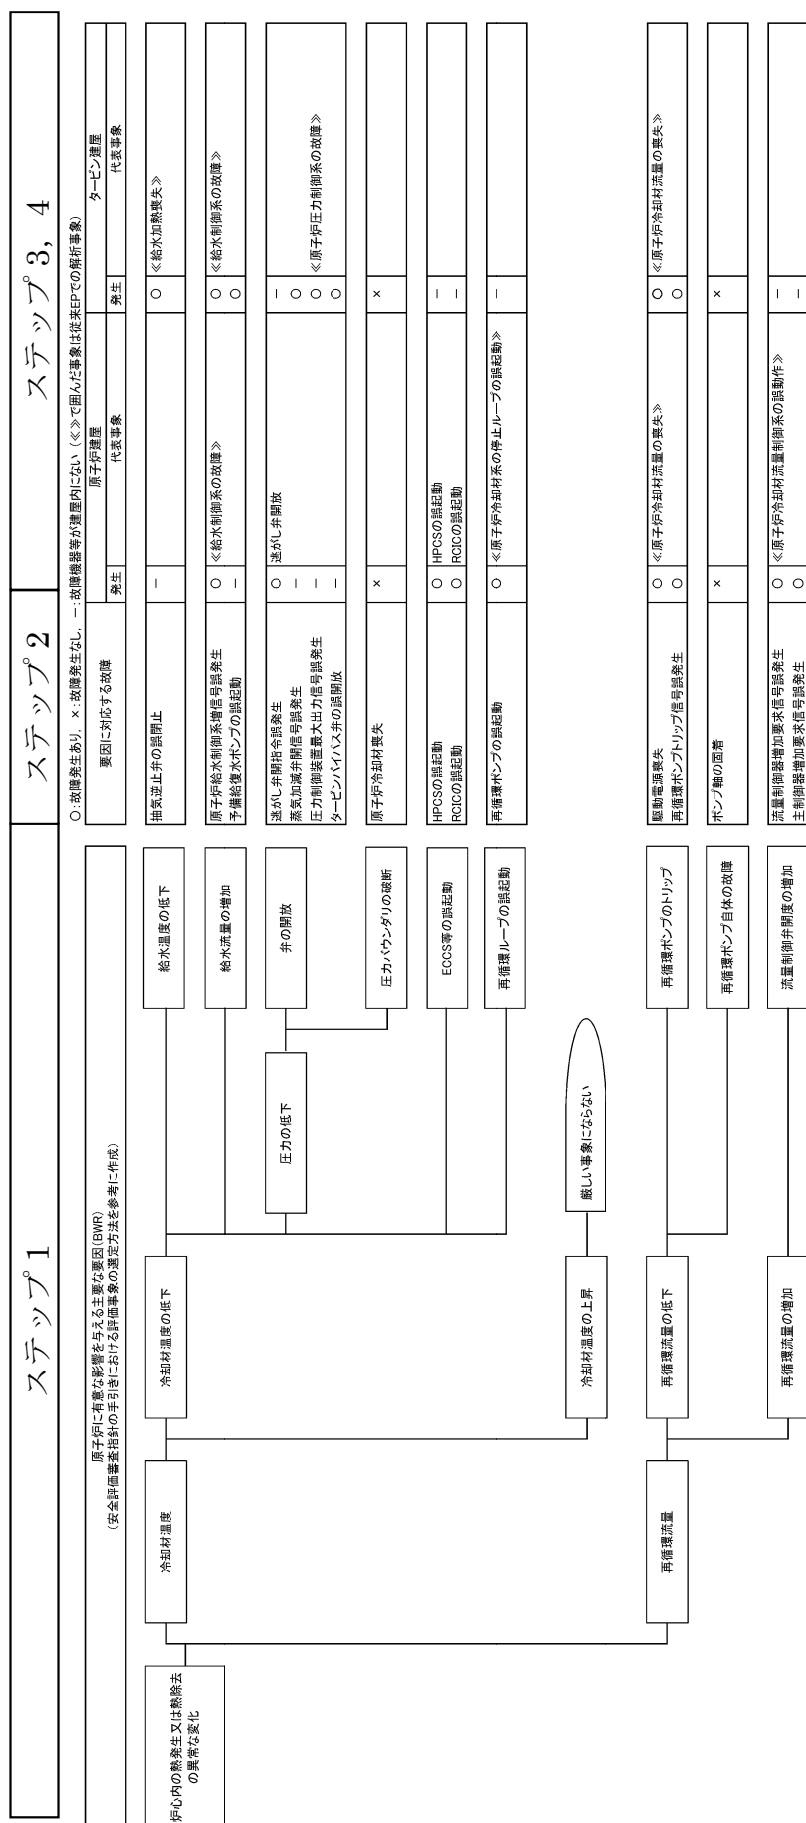 ステップ 1
ステップ 2
ステップ 3, 4
○:故障発生あり, ×:故障発生なし, －:故障機器等が建屋内にない (≪≫で囲んだ事象は従来EPでの解析事象)
原子炉に有意な影響を与える主要な要因(BWR)
(安全評価審査指針の手引きにおける評価事象の選定方法を参考に作成)
要因に対応する故障
原子炉建屋
タービン建屋
発生
代表事象
発生
代表事象
炉心内の熱発生又は熱除去
の異常な変化
冷却材温度
冷却材温度の低下
給水温度の低下
抽気逆止弁の誤閉止
－
○
≪給水加熱喪失≫
給水流量の増加
原子炉給水制御系増信号誤発生
○
≪給水制御系の故障≫
○
≪給水制御系の故障≫
予備給復水ポンプの誤起動
－
○
圧力の低下
弁の開放
逃がし弁開指令誤発生
○
逃がし弁開放
－
蒸気加減弁開信号誤発生
－
○
圧力制御装置最大出力信号誤発生
－
○
≪原子炉圧力制御系の故障≫
タービンバイパス弁の誤開放
－
○
圧力バウンダリの破断
原子炉冷却材喪失
×
×
ECCS等の誤起動
HPCSの誤起動
○
HPCSの誤起動
－
RCICの誤起動
○
RCICの誤起動
－
再循環ループの誤起動
再循環ポンプの誤起動
○
≪原子炉冷却材系の停止ループの誤起動≫
－
冷却材温度の上昇
厳しい事象にならない
再循環流量
再循環流量の低下
再循環ポンプのトリップ
駆動電源喪失
○
≪原子炉冷却材流量の喪失≫
○
≪原子炉冷却材流量の喪失≫
再循環ポンプトリップ信号誤発生
○
○
再循環ポンプ自体の故障
ポンプ軸の固着
×
×
再循環流量の増加
流量制御弁開度の増加
流量制御器増加要求信号誤発生
○
≪原子炉冷却材流量制御系の誤動作≫
－
主制御器増加要求信号誤発生
○
－